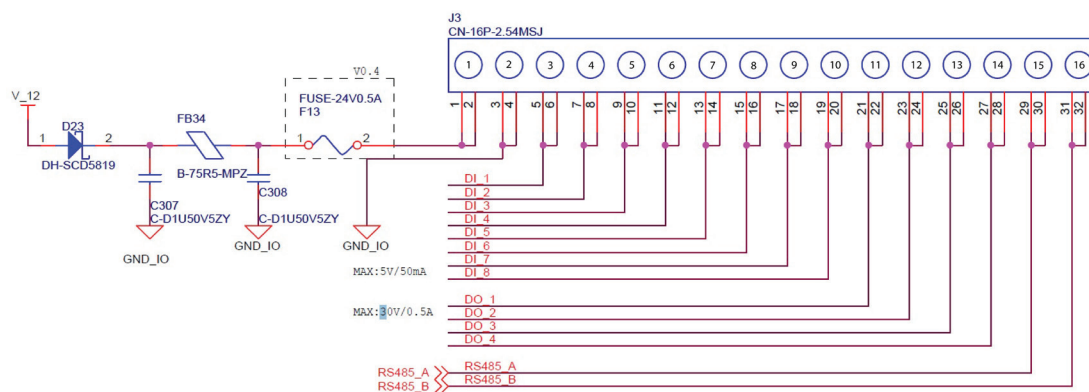 J3
CN-16P-2.54MSJ
1 2 3 4 5 6 7 8 9 10 11 12 13 14 15 16
V0.4
FUSE-24V0.5A
F13
V_12
D23
FB34
1 2 1 2
1 2 3 4 5 6 7 8 9 10 11 12 13 14 15 16 17 18 19 20 21 22 23 24 25 26 27 28 29 30 31 32
DH-SCD5819
B-75R5-MPZ
C307
C308
C-D1U50V5ZY
C-D1U50V5ZY
GND_IO
GND_IO
GND_IO
DI_1
DI_2
DI_3
DI_4
DI_5
DI_6
DI_7
MAX:5V/50mA
DI_8
DO_1
MAX:30V/0.5A
DO_2
DO_3
DO_4
RS485_A RS485_A
RS485_B RS485_B